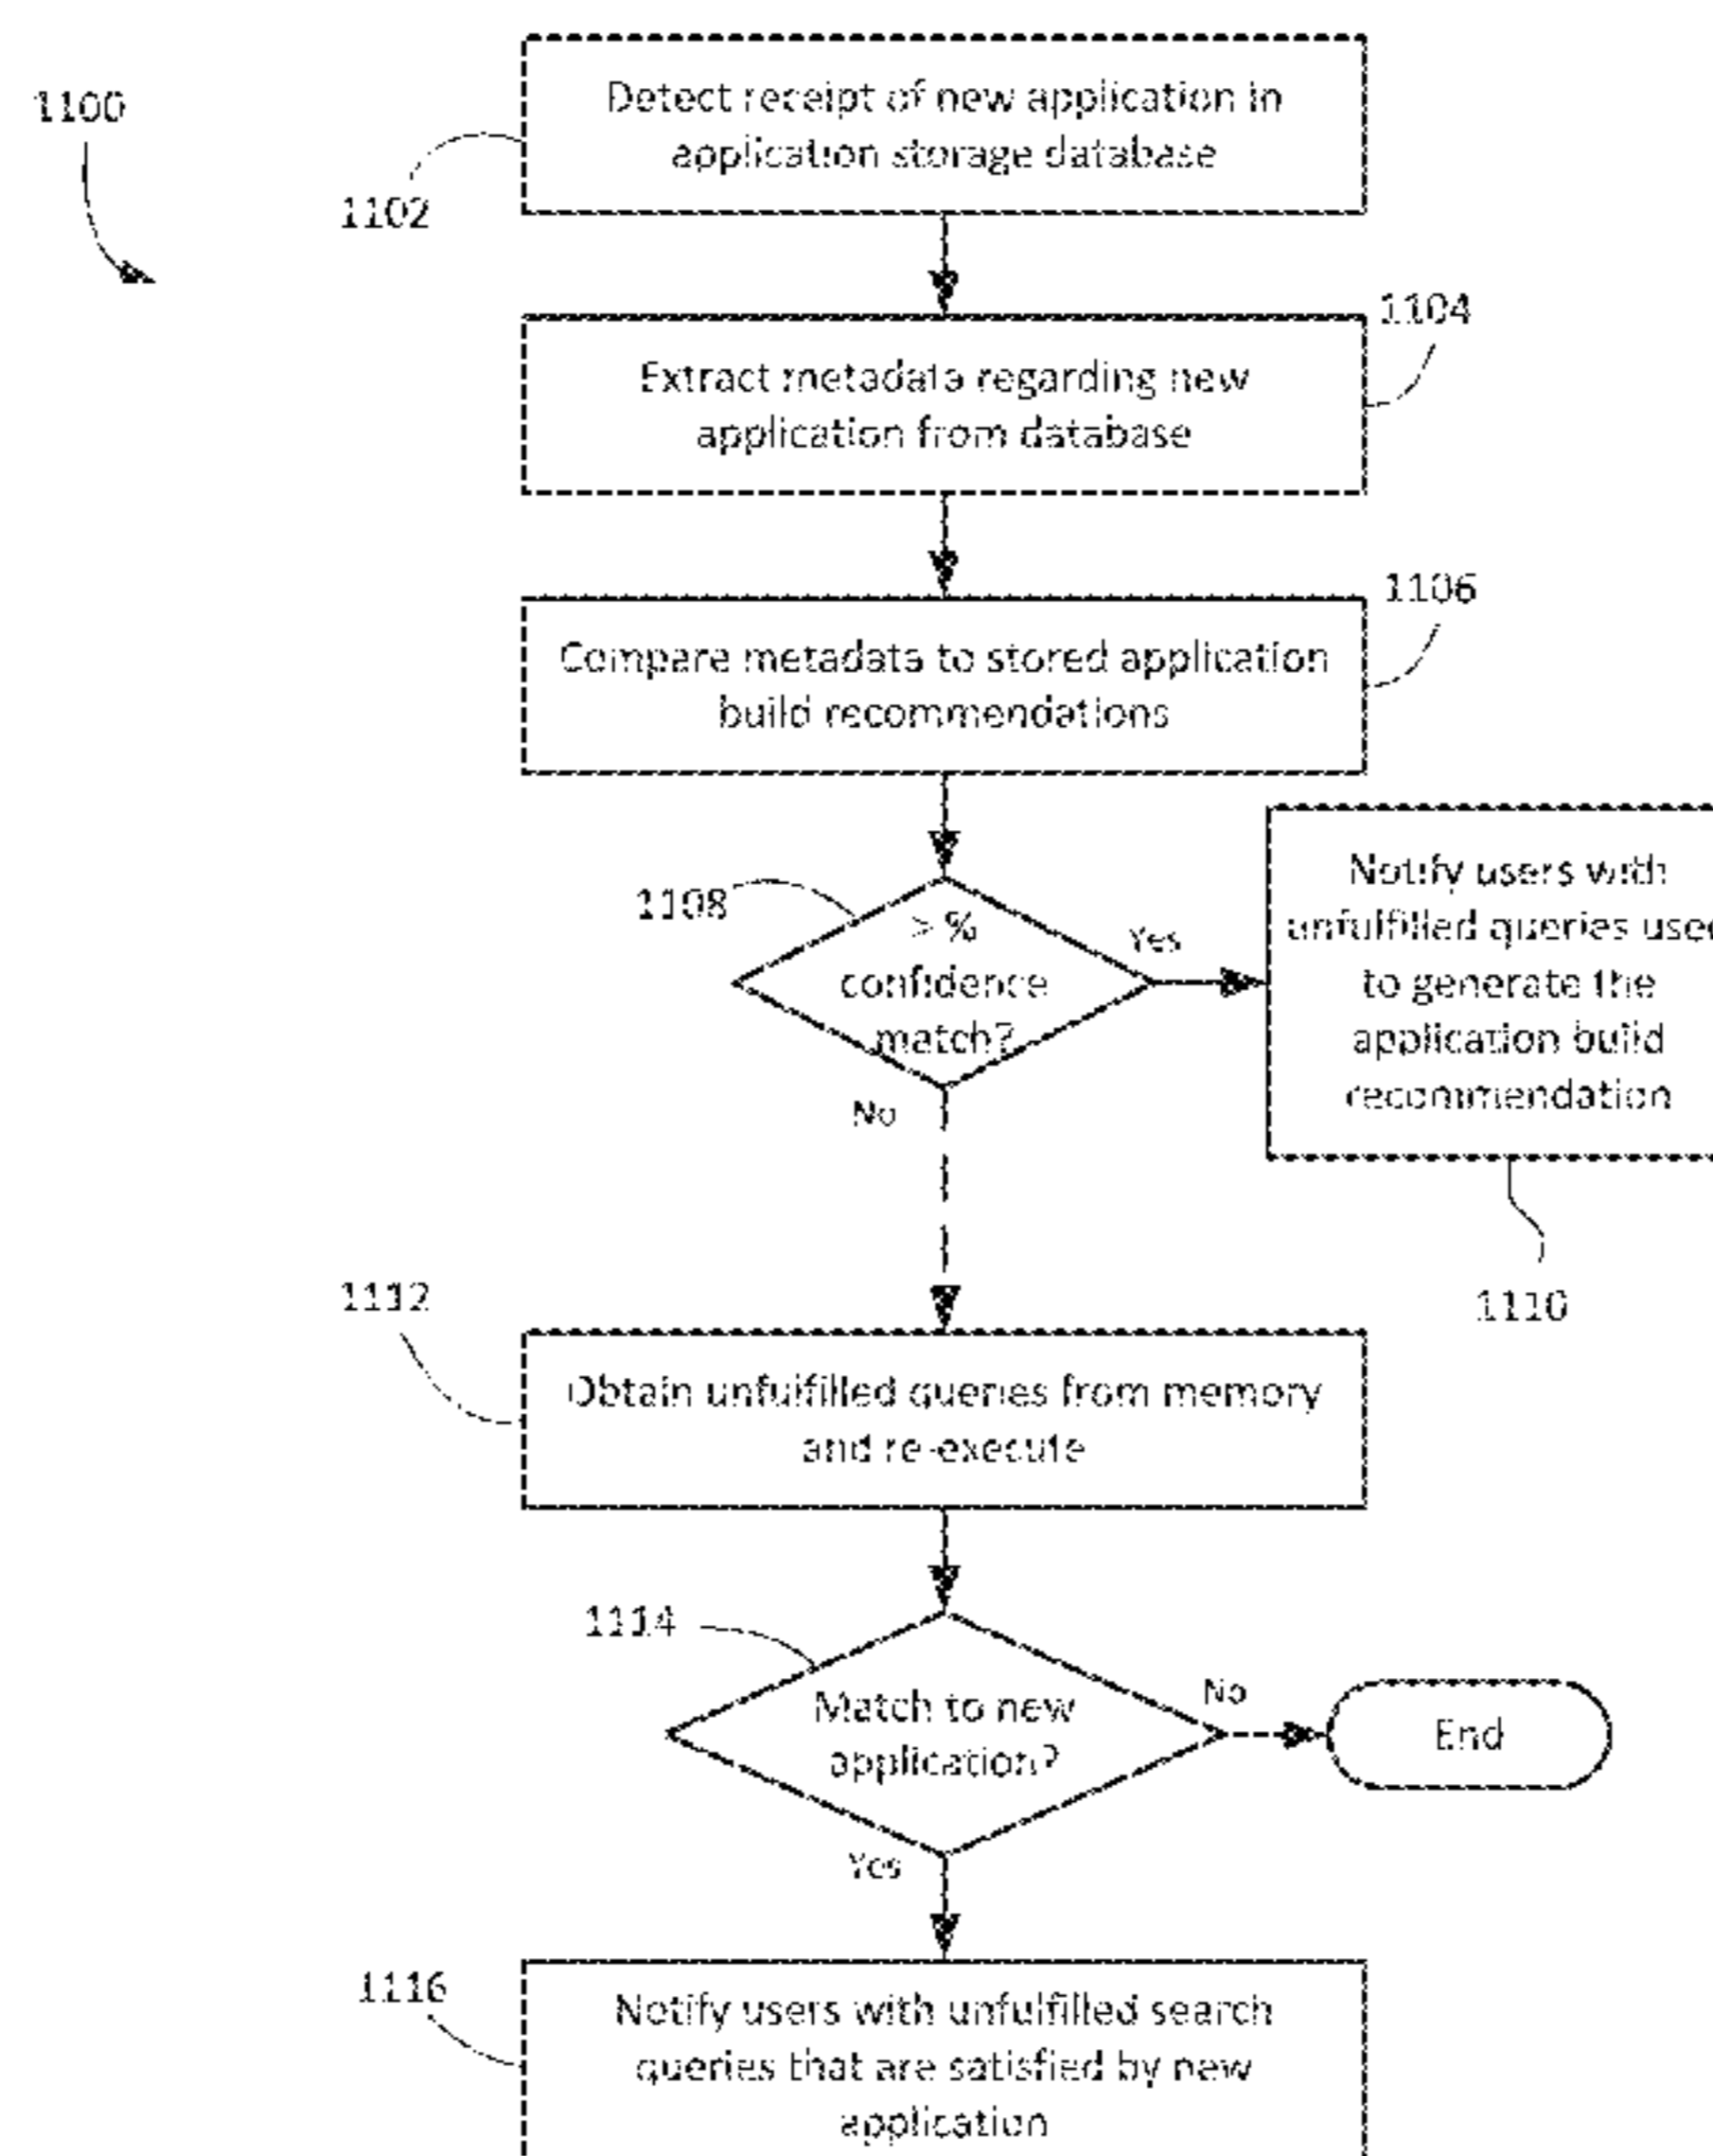 1100
Detect receipt of new application in
application storage database
1102
1104
Extract metadata regarding new
application from database
1106
Compare metadata to stored application
build recommendations
1108
> %
confidence
match?
Yes
No
Notify users with
unfulfilled queries used
to generate the
application build
recommendation
1110
1112
Obtain unfulfilled queries from memory
and re-execute
1114
Match to new
application?
No
End
Yes
1116
Notify users with unfulfilled search
queries that are satisfied by new
application